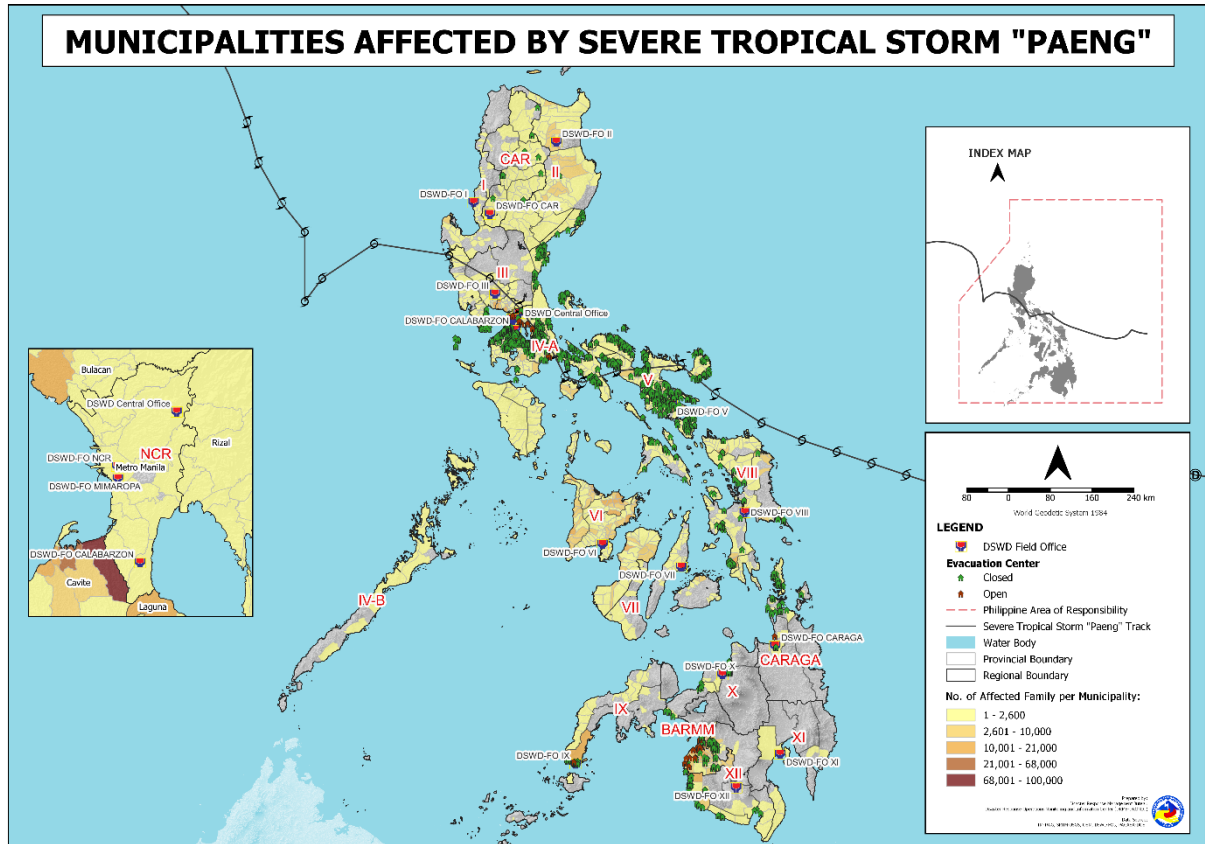 MUNICIPALITIES AFFECTED BY SEVERE TROPICAL STORM "PAENG"
DSWD-FO II
CAR
II
I
DSWD-FO I
DSWD-FO CAR
III
DSWD-FO III
DSWD Central Office
DSWD-FO CALABARZON
IV-A
V
DSWD-FO V
VIII
DSWD-FO VIII
VI
DSWD-FO VI
DSWD-FO VII
VII
IV-B
DSWD-FO CARAGA
CARAGA
DSWD-FO X
X
IX
BARMM
XI
DSWD-FO IX
DSWD-FO XI
XII
DSWD-FO XII
Bulacan
DSWD Central Office
NCR
Rizal
DSWD-FO NCR
Metro Manila
DSWD-FO MIMAROPA
DSWD-FO CALABARZON
Cavite
Laguna
INDEX MAP
80 0 80 160 240 km
World Geodetic System 1984
LEGEND
DSWD Field Office
Evacuation Center
Closed
Open
Philippine Area of Responsibility
Severe Tropical Storm "Paeng" Track
Water Body
Provincial Boundary
Regional Boundary
No. of Affected Family per Municipality:
1 - 2,600
2,601 - 10,000
10,001 - 21,000
21,001 - 68,000
68,001 - 100,000
Prepared by: